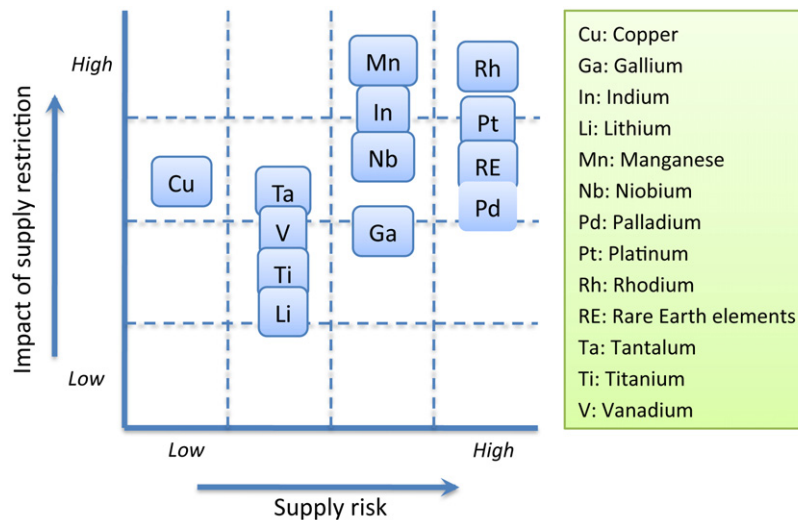 High
Low
Impact of supply restriction
Mn
Rh
In
Pt
Nb
RE
Cu
Ta
Pd
V
Ga
Ti
Li
Low
High
Supply risk
Cu: Copper
Ga: Gallium
In: Indium
Li: Lithium
Mn: Manganese
Nb: Niobium
Pd: Palladium
Pt: Platinum
Rh: Rhodium
RE: Rare Earth elements
Ta: Tantalum
Ti: Titanium
V: Vanadium